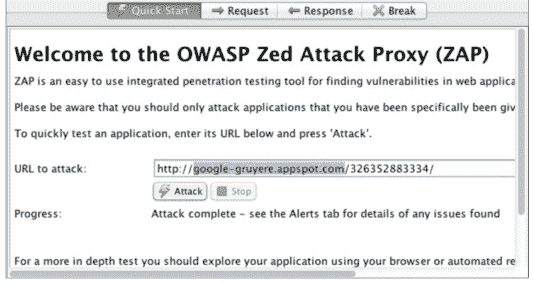 Quick Start
Request
Response
Break
Welcome to the OWASP Zed Attack Proxy (ZAP)
ZAP is an easy to use integrated penetration testing tool for finding vulnerabilities in web applica
Please be aware that you should only attack applications that you have been specifically been giv
To quickly test an application, enter its URL below and press 'Attack'.
URL to attack: http://google-gruyere.appspot.com/326352883334/
Attack Stop
Progress: Attack complete - see the Alerts tab for details of any issues found
For a more in depth test you should explore your application using your browser or automated re